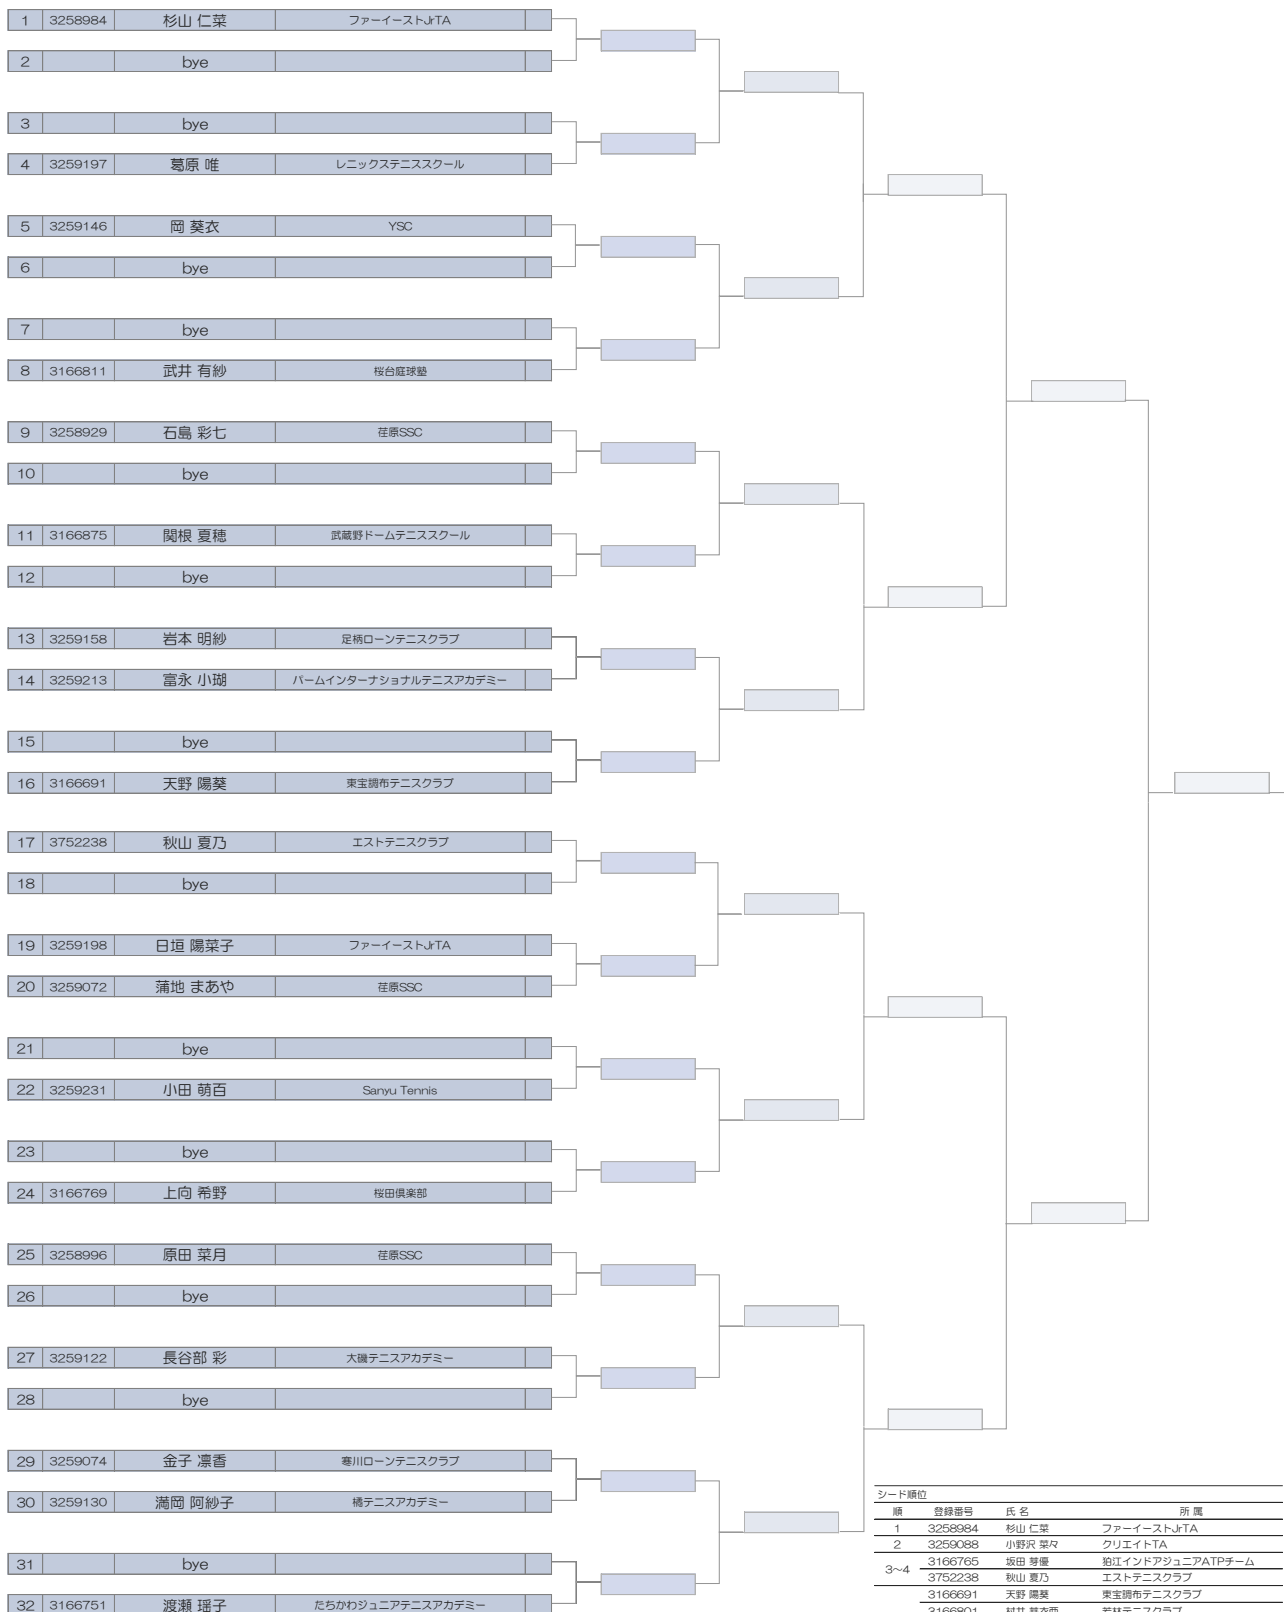 1 3258984 杉山 仁菜 ファーイーストJrTA
2 bye
3 bye
4 3259197 葛原 唯 レニックステニススクール
5 3259146 岡 葵衣 YSC
6 bye
7 bye
8 3166811 武井 有紗 桜台庭球塾
9 3258929 石島 彩七 荏原SSC
10 bye
11 3166875 関根 夏穂 武蔵野ドームテニススクール
12 bye
13 3259158 岩本 明紗 足柄ローンテニスクラブ
14 3259213 富永 小瑚 パームインターナショナルテニスアカデミー
15 bye
16 3166691 天野 陽葵 東宝調布テニスクラブ
17 3752238 秋山 夏乃 エストテニスクラブ
18 bye
19 3259198 日垣 陽菜子 ファーイーストJrTA
20 3259072 蒲地 まあや 荏原SSC
21 bye
22 3259231 小田 萌百 Sanyu Tennis
23 bye
24 3166769 上向 希野 桜田倶楽部
25 3258996 原田 菜月 荏原SSC
26 bye
27 3259122 長谷部 彩 大磯テニスアカデミー
28 bye
29 3259074 金子 凛香 寒川ローンテニスクラブ
30 3259130 満岡 阿紗子 橘テニスアカデミー
31 bye
32 3166751 渡瀬 瑶子 たちかわジュニアテニスアカデミー
シード順位
順 登録番号 氏 名 所 属
1 3258984 杉山 仁菜 ファーイーストJrTA
2 3259088 小野沢 菜々 クリエイトTA
3~4 3166765 坂田 芽優 狛江インドアジュニアATPチーム
3752238 秋山 夏乃 エストテニスクラブ
3166691 天野 陽葵 東宝調布テニスクラブ
3166801 若林テニスクラブ